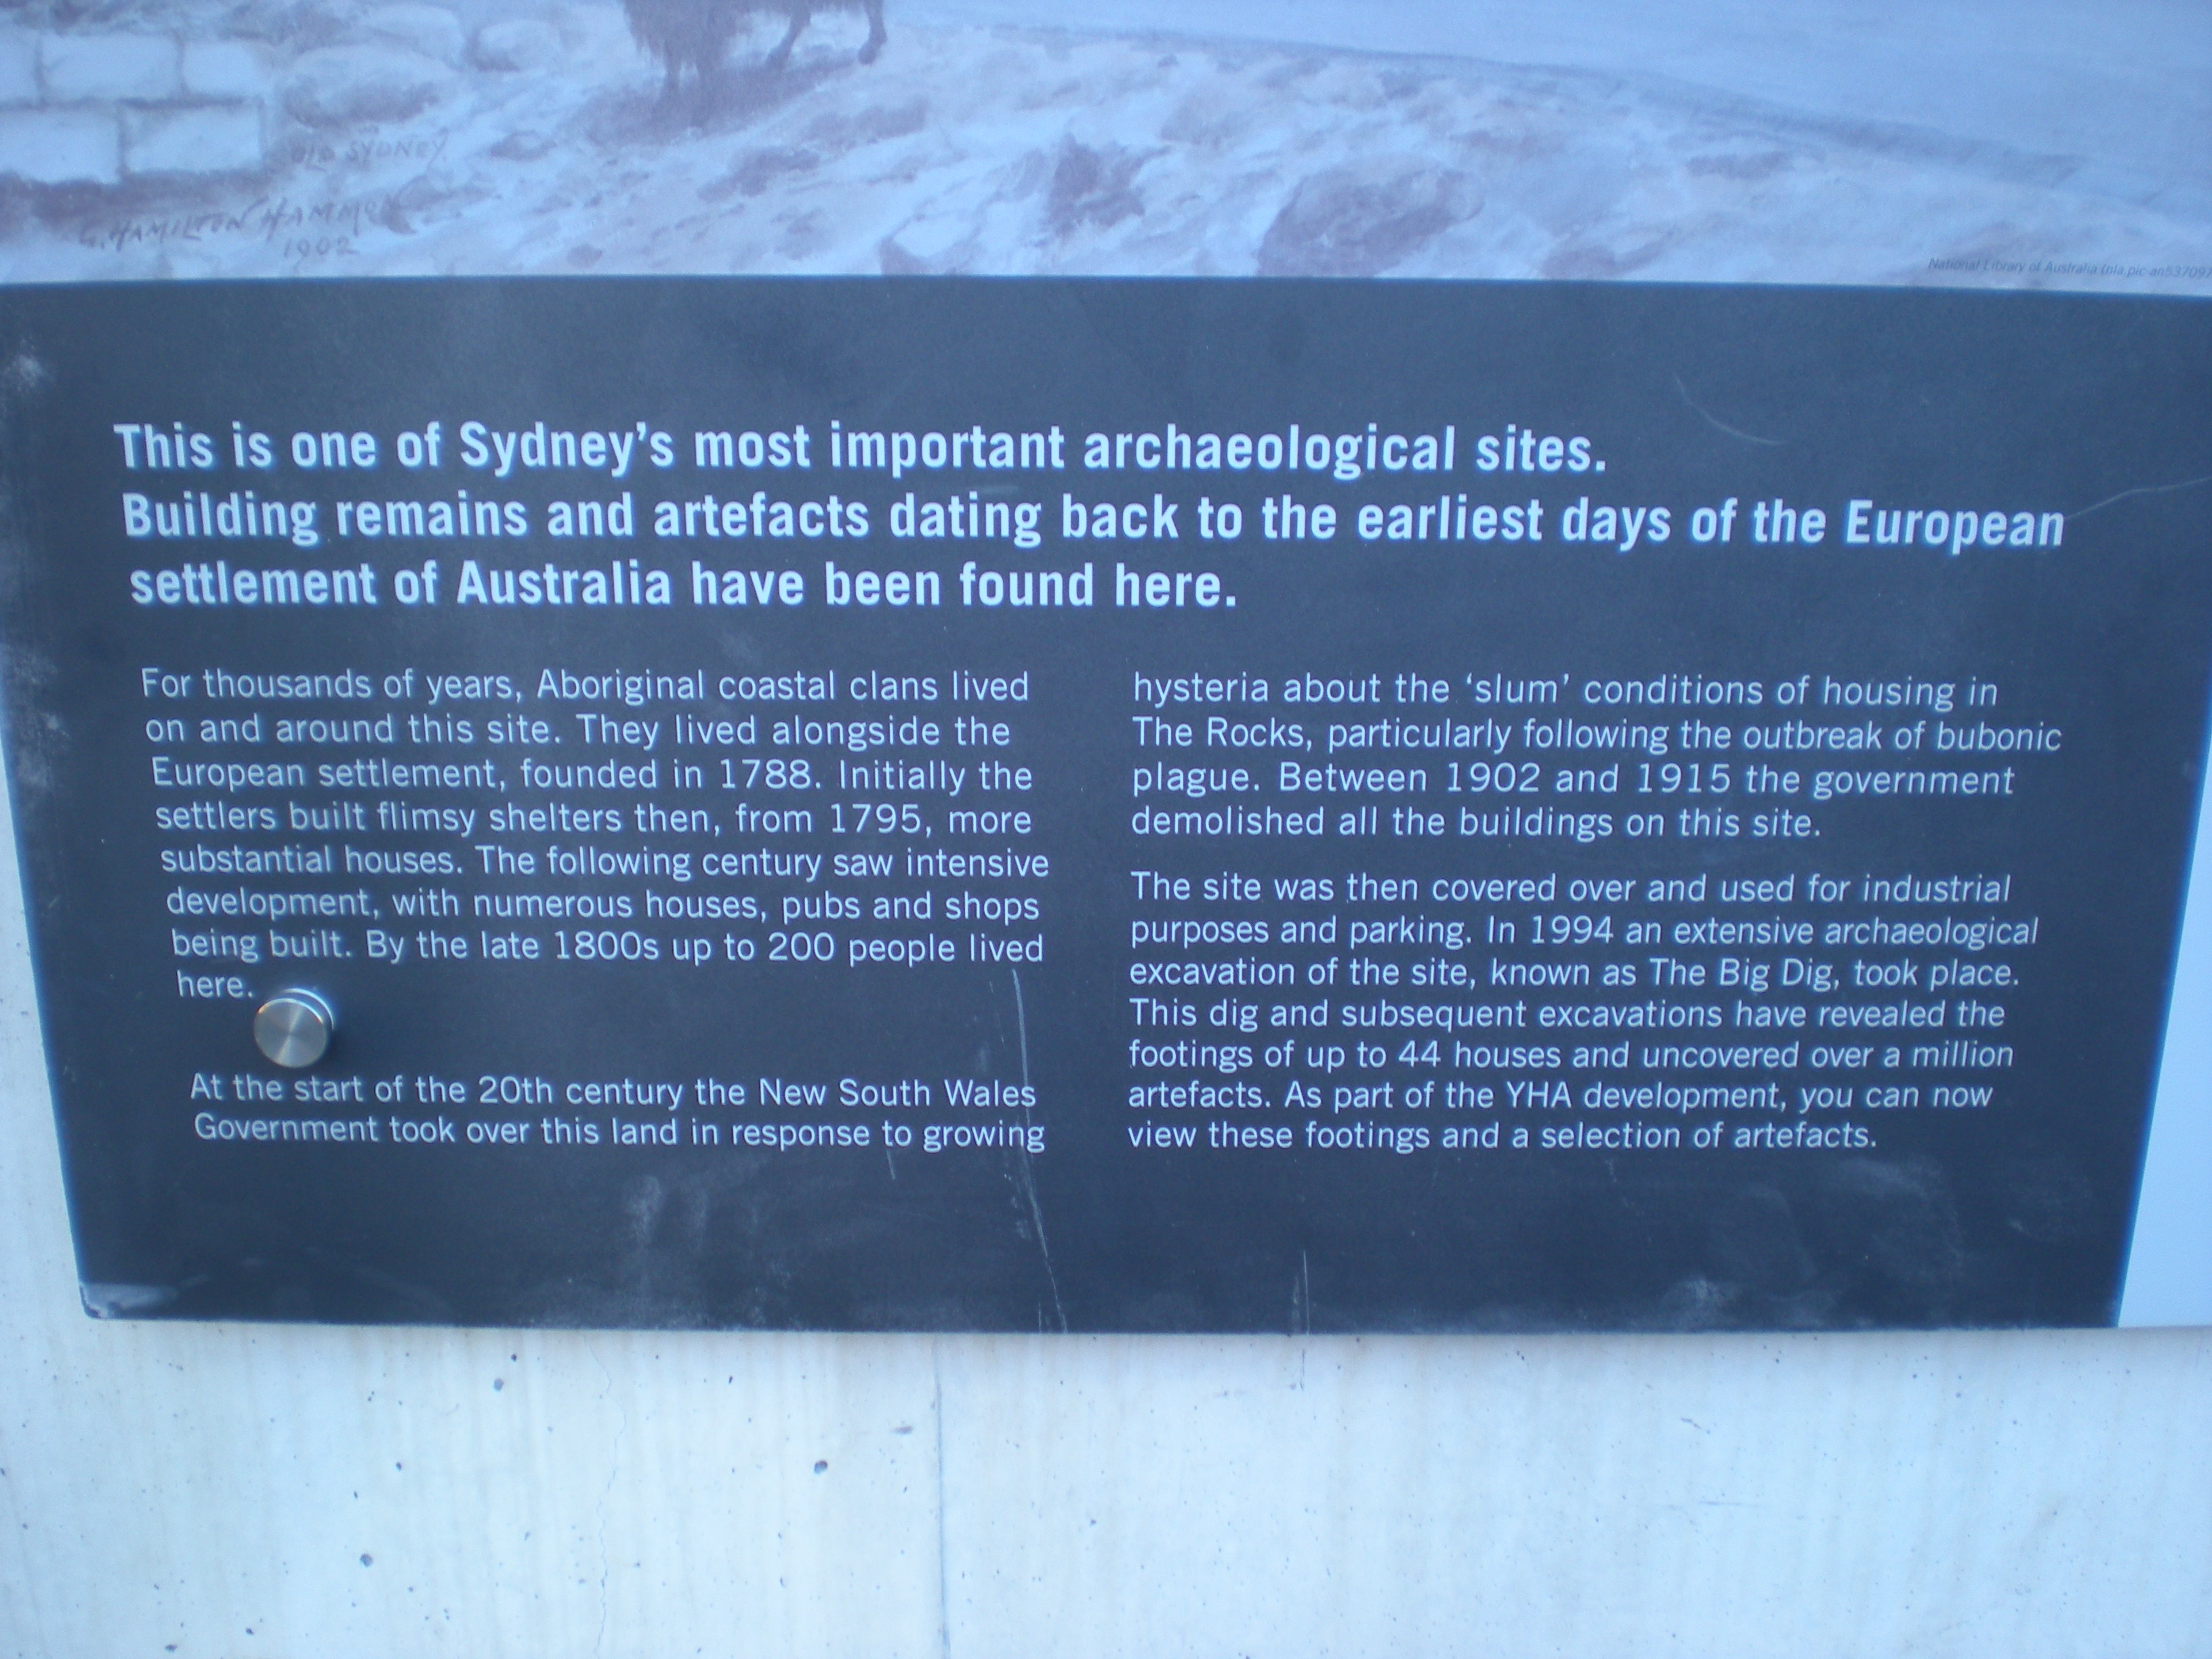 OLD SYDNEY
G. HAMILTON HAMMON
1902
National Library of Australia (nla.pic-an537097
This is one of Sydney's most important archaeological sites.
Building remains and artefacts dating back to the earliest days of the European
settlement of Australia have been found here.
For thousands of years, Aboriginal coastal clans lived
on and around this site. They lived alongside the
European settlement, founded in 1788. Initially the
settlers built flimsy shelters then, from 1795, more
substantial houses. The following century saw intensive
development, with numerous houses, pubs and shops
being built. By the late 1800s up to 200 people lived
here.
At the start of the 20th century the New South Wales
Government took over this land in response to growing
hysteria about the ‘slum’ conditions of housing in
The Rocks, particularly following the outbreak of bubonic
plague. Between 1902 and 1915 the government
demolished all the buildings on this site.
The site was then covered over and used for industrial
purposes and parking. In 1994 an extensive archaeological
excavation of the site, known as The Big Dig, took place.
This dig and subsequent excavations have revealed the
footings of up to 44 houses and uncovered over a million
artefacts. As part of the YHA development, you can now
view these footings and a selection of artefacts.